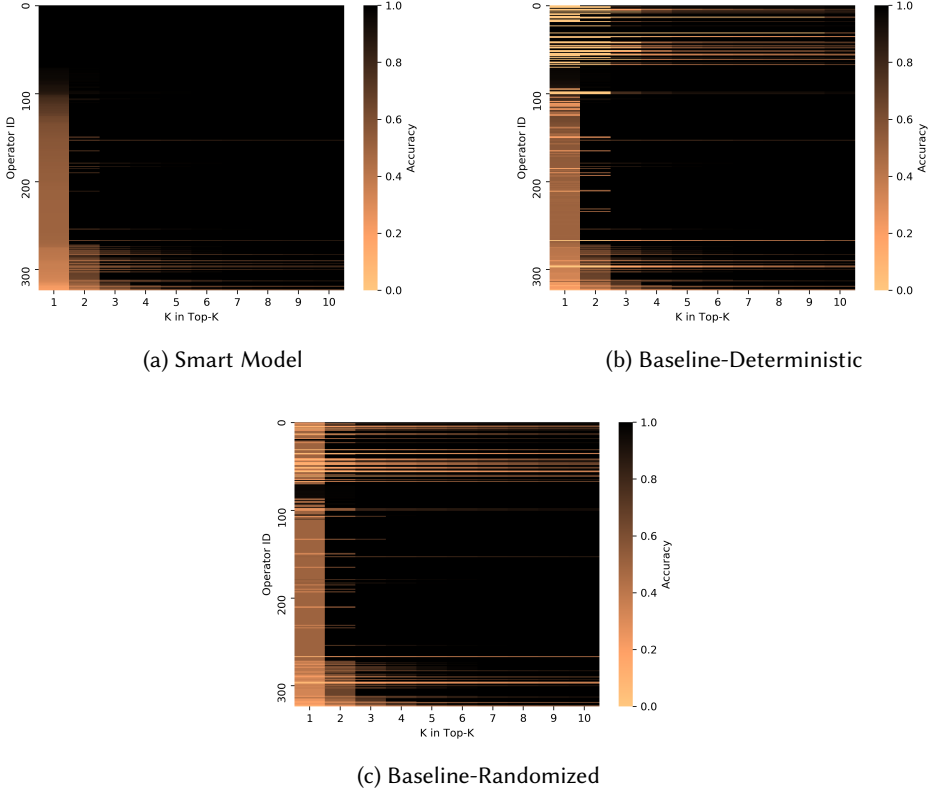 0
100
200
300
Operator ID
1 2 3 4 5 6 7 8 9 10
K in Top-K
1.0
0.8
0.6
0.4
0.2
0.0
Accuracy
(a) Smart Model
0
100
200
300
Operator ID
1 2 3 4 5 6 7 8 9 10
K in Top-K
1.0
0.8
0.6
0.4
0.2
0.0
Accuracy
(b) Baseline-Deterministic
0
100
200
300
Operator ID
1 2 3 4 5 6 7 8 9 10
K in Top-K
1.0
0.8
0.6
0.4
0.2
0.0
Accuracy
(c) Baseline-Randomized